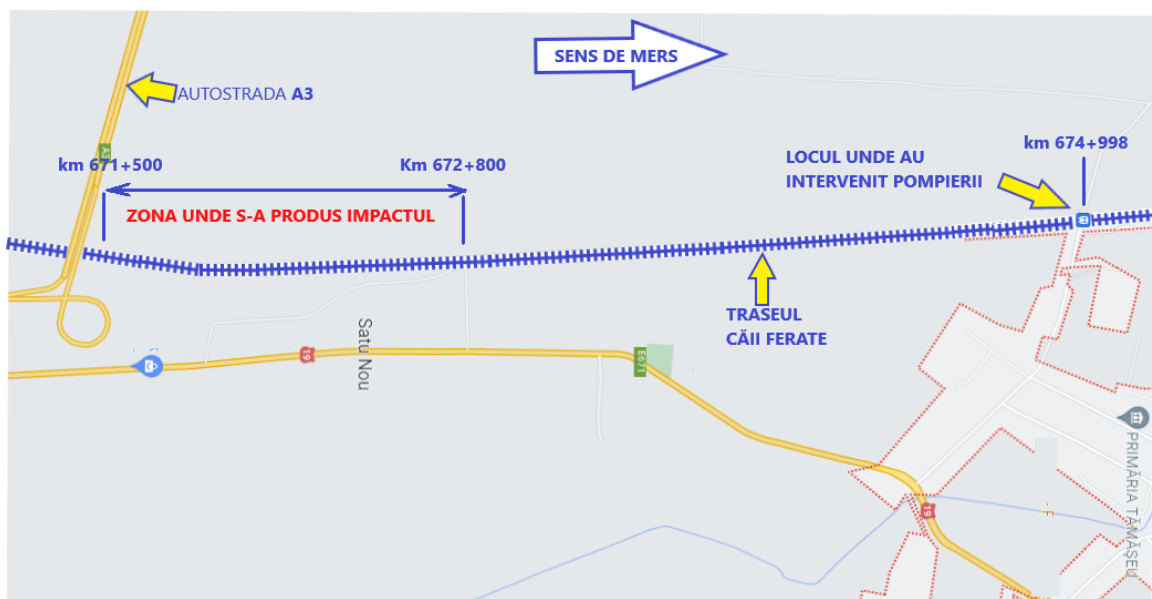 SENS DE MERS
AUTOSTRADA A3
A3
km 671+500
Km 672+800
km 674+998
LOCUL UNDE AU
INTERVENIT POMPIERII
ZONA UNDE S-A PRODUS IMPACTUL
TRASEUL
CĂII FERATE
Satu Nou
19
E671
19
PRIMĂRIA TĂMĂȘEU